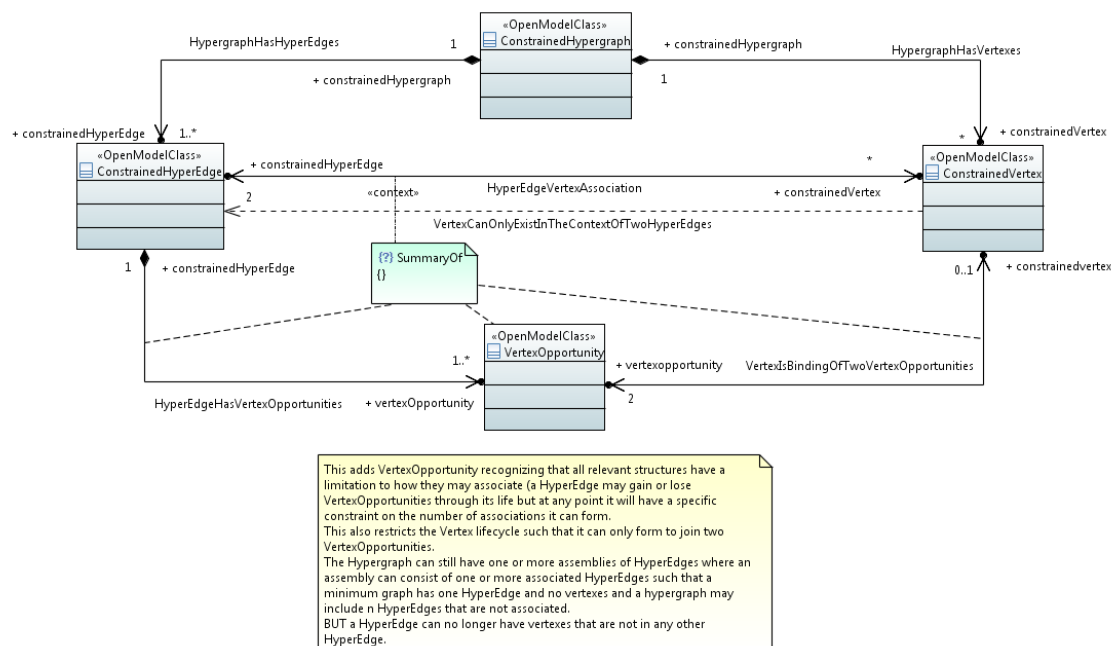 «OpenModelClass»
ConstrainedHypergraph
HypergraphHasHyperEdges
1
+ constrainedHypergraph
+ constrainedHypergraph
1
HypergraphHasVertexes
+ constrainedHyperEdge
1..*
*
+ constrainedVertex
«OpenModelClass»
ConstrainedHyperEdge
+ constrainedHyperEdge
*
«OpenModelClass»
ConstrainedVertex
«context»
HyperEdgeVertexAssociation
+ constrainedVertex
2
VertexCanOnlyExistInTheContextOfTwoHyperEdges
1
+ constrainedHyperEdge
{?} SummaryOf
{}
0..1
+ constrainedvertex
«OpenModelClass»
VertexOpportunity
1..*
+ vertexopportunity
VertexIsBindingOfTwoVertexOpportunities
HyperEdgeHasVertexOpportunities
+ vertexOpportunity
2
This adds VertexOpportunity recognizing that all relevant structures have a
limitation to how they may associate (a HyperEdge may gain or lose
VertexOpportunities through its life but at any point it will have a specific
constraint on the number of associations it can form.
This also restricts the Vertex lifecycle such that it can only form to join two
VertexOpportunities.
The Hypergraph can still have one or more assemblies of HyperEdges where an
assembly can consist of one or more associated HyperEdges such that a
minimum graph has one HyperEdge and no vertexes and a hypergraph may
include n HyperEdges that are not associated.
BUT a HyperEdge can no longer have vertexes that are not in any other
HyperEdge.